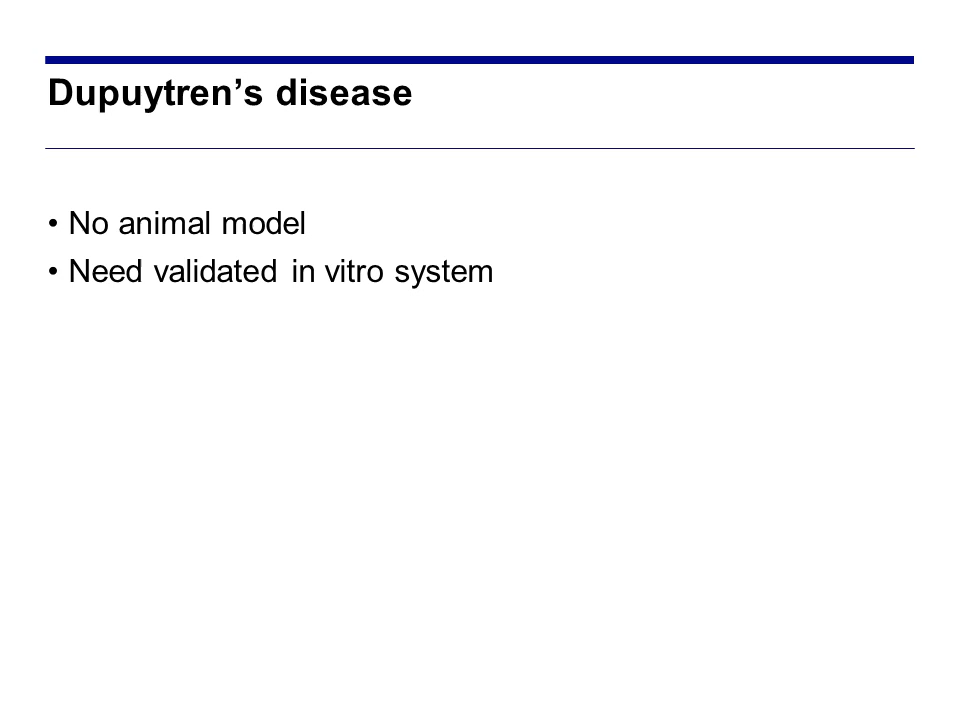 Dupuytren’s disease
• No animal model
• Need validated in vitro system